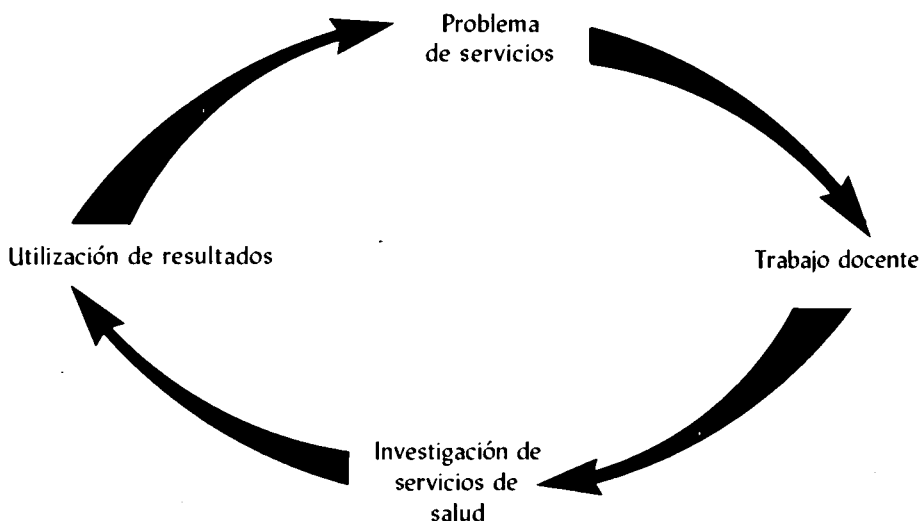 Problema
de servicios
Utilización de resultados
Trabajo docente
Investigación de
servicios de
salud